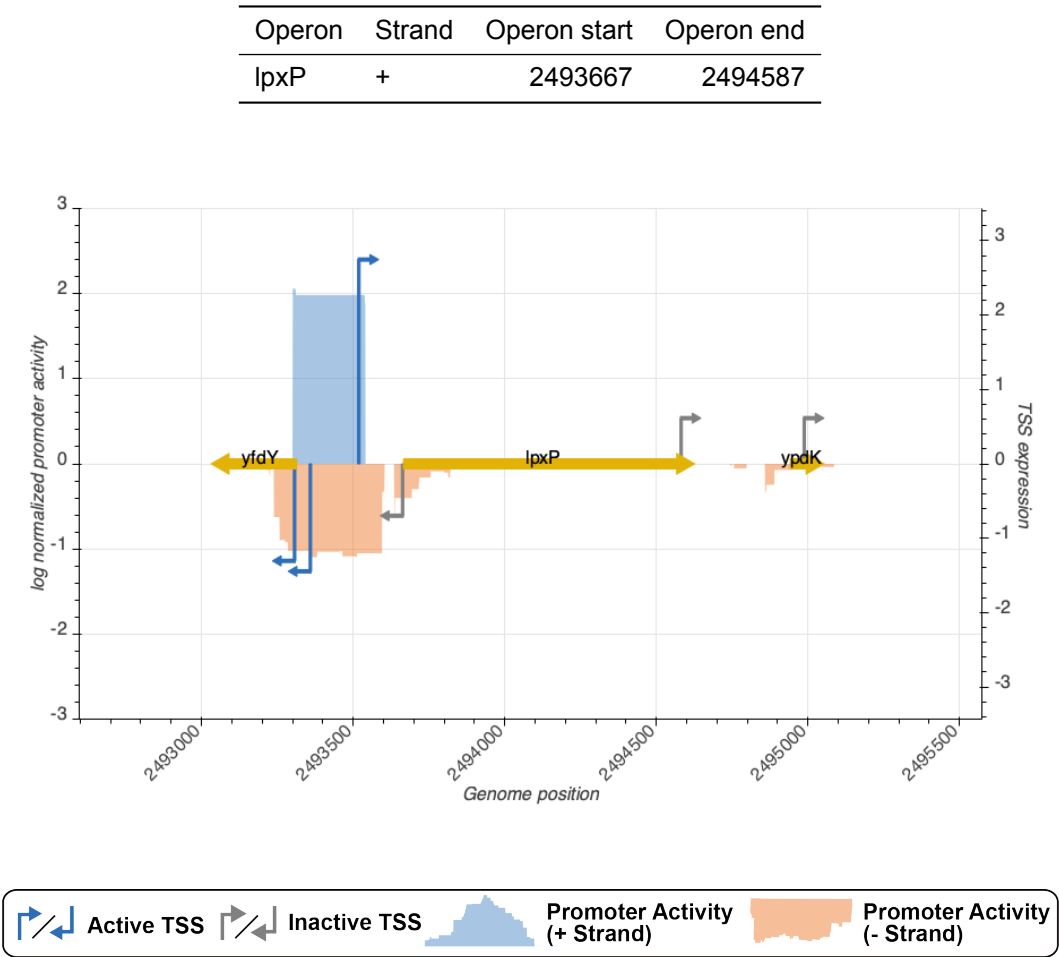 Operon Strand Operon start Operon end
lpxP + 2493667 2494587
3
2
1
0
-1
-2
-3
log normalized promoter activity
3
2
1
0
-1
-2
-3
TSS expression
yfdY
lpxP
ypdK
2493000
2493500
2494000
2494500
2495000
2495500
Genome position
Active TSS
Inactive TSS
Promoter Activity
(+ Strand)
Promoter Activity
(- Strand)